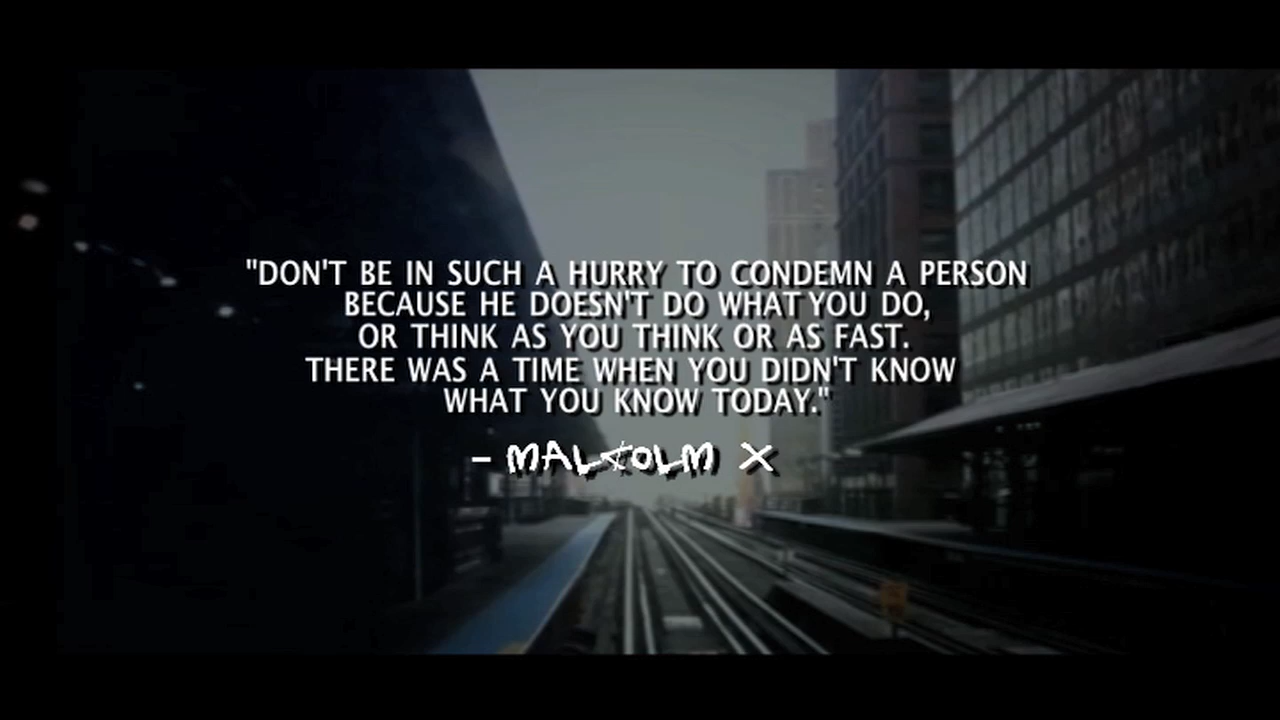 "DON'T BE IN SUCH A HURRY TO CONDEMN A PERSON
BECAUSE HE DOESN'T DO WHAT YOU DO,
OR THINK AS YOU THINK OR AS FAST.
THERE WAS A TIME WHEN YOU DIDN'T KNOW
WHAT YOU KNOW TODAY."
– MALCOLM X